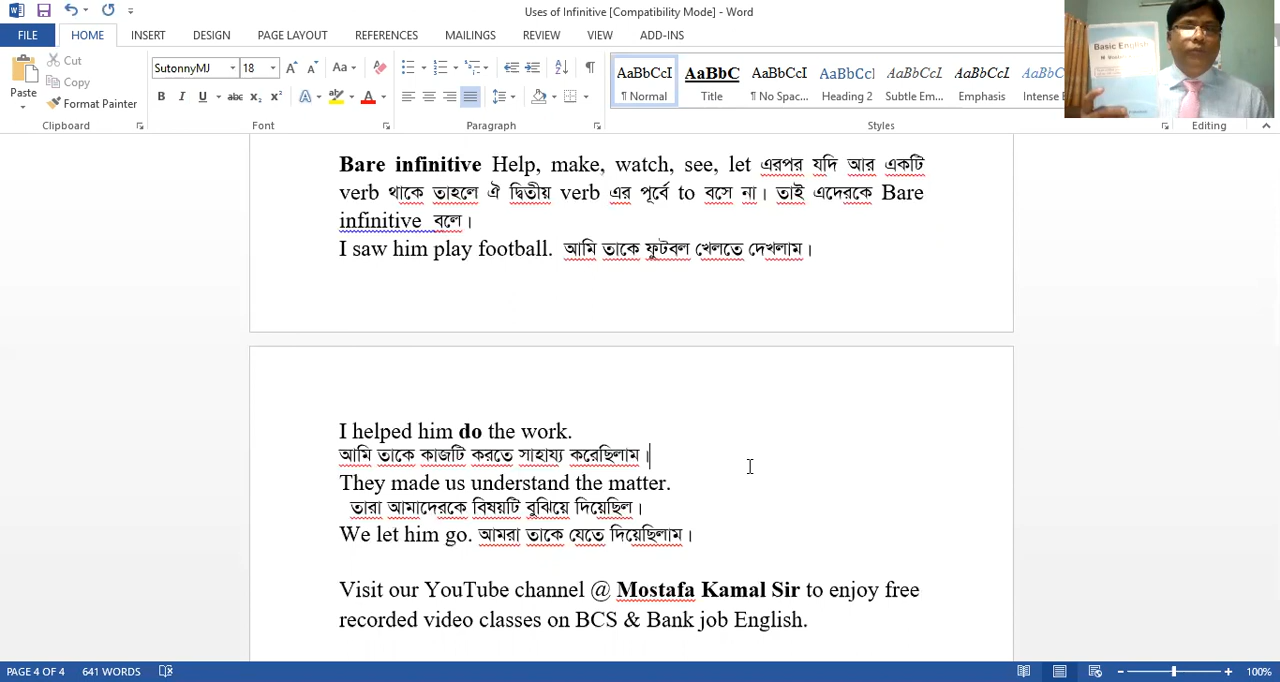 Uses of Infinitive [Compatibility Mode] - Word
FILE HOME INSERT DESIGN PAGE LAYOUT REFERENCES MAILINGS REVIEW VIEW ADD-INS
Cut
Copy
Paste
Format Painter
Clipboard
SutonnyMJ 18
Font
Paragraph
AaBbCcI AaBbC AaBbCcI AaBbCcI AaBbCcI AaBbCcI AaBbCc
¶ Normal Title ¶ No Spac... Heading 2 Subtle Em... Emphasis Intense
Styles
Editing
Basic English
Bare infinitive Help, make, watch, see, let এরপর যদি আর একটি
verb থাকে তাহলে ঐ দ্বিতীয় verb এর পূর্বে to বসে না। তাই এদেরকে Bare
infinitive বলে।
I saw him play football. আমি তাকে ফুটবল খেলতে দেখলাম।
I helped him do the work.
আমি তাকে কাজটি করতে সাহায্য করেছিলাম।
They made us understand the matter.
তারা আমাদেরকে বিষয়টি বুঝিয়ে দিয়েছিল।
We let him go. আমরা তাকে যেতে দিয়েছিলাম।
Visit our YouTube channel @ Mostafa Kamal Sir to enjoy free
recorded video classes on BCS & Bank job English.
PAGE 4 OF 4 641 WORDS
100%